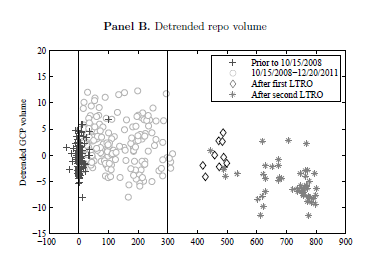 Panel B. Detrended repo volume
20
15
10
5
0
−5
−10
−15
Detrended GCP volume
Prior to 10/15/2008
10/15/2008−12/20/2011
After first LTRO
After second LTRO
−100 0 100 200 300 400 500 600 700 800 900